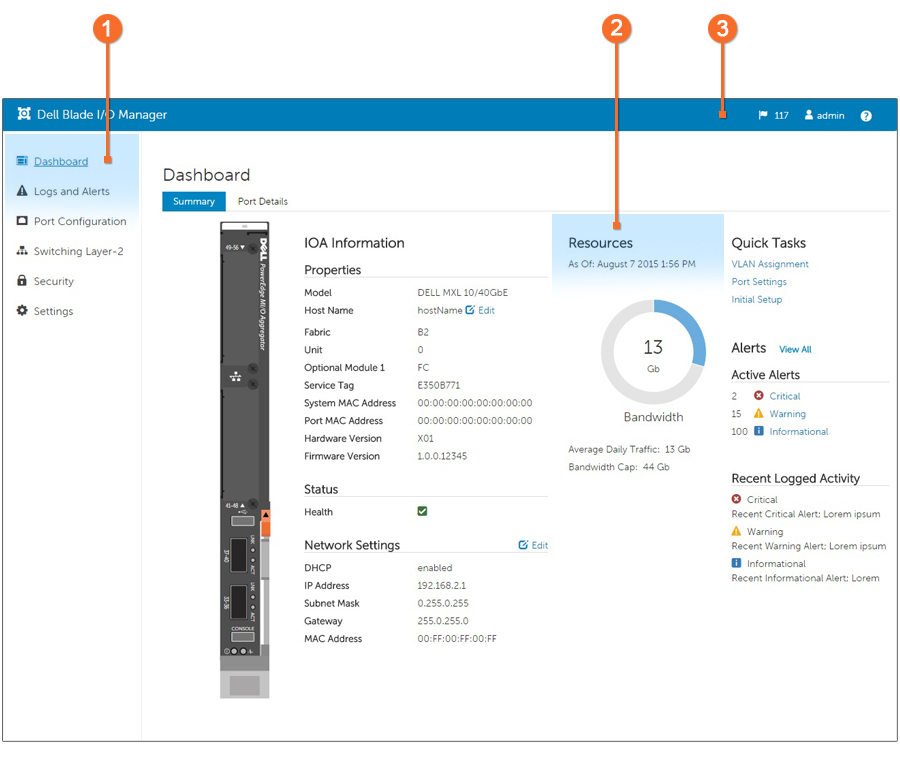 1
2
3
Dell Blade I/O Manager
117
admin
?
Dashboard
Logs and Alerts
Port Configuration
Switching Layer-2
Security
Settings
Dashboard
Summary
Port Details
49-56
DELL PowerEdge MI/O Aggregator
41-48
LINK
ACT
37-40
LINK
ACT
33-36
CONSOLE
IOA Information
Properties
Model DELL MXL 10/40GbE
Host Name hostName Edit
Fabric B2
Unit 0
Optional Module 1 FC
Service Tag E350B771
System MAC Address 00:00:00:00:00:00:00:00
Port MAC Address 00:00:00:00:00:00:00:00
Hardware Version X01
Firmware Version 1.0.0.12345
Status
Health
Network Settings Edit
DHCP enabled
IP Address 192.168.2.1
Subnet Mask 0.255.0.255
Gateway 255.0.255.0
MAC Address 00:FF:00:FF:00:FF
Resources
As Of: August 7 2015 1:56 PM
13
Gb
Bandwidth
Average Daily Traffic: 13 Gb
Bandwidth Cap: 44 Gb
Quick Tasks
VLAN Assignment
Port Settings
Initial Setup
Alerts View All
Active Alerts
2 Critical
15 Warning
100 Informational
Recent Logged Activity
Critical
Recent Critical Alert; Lorem ipsum
Warning
Recent Warning Alert; Lorem ipsum
Informational
Recent Informational Alert; Lorem